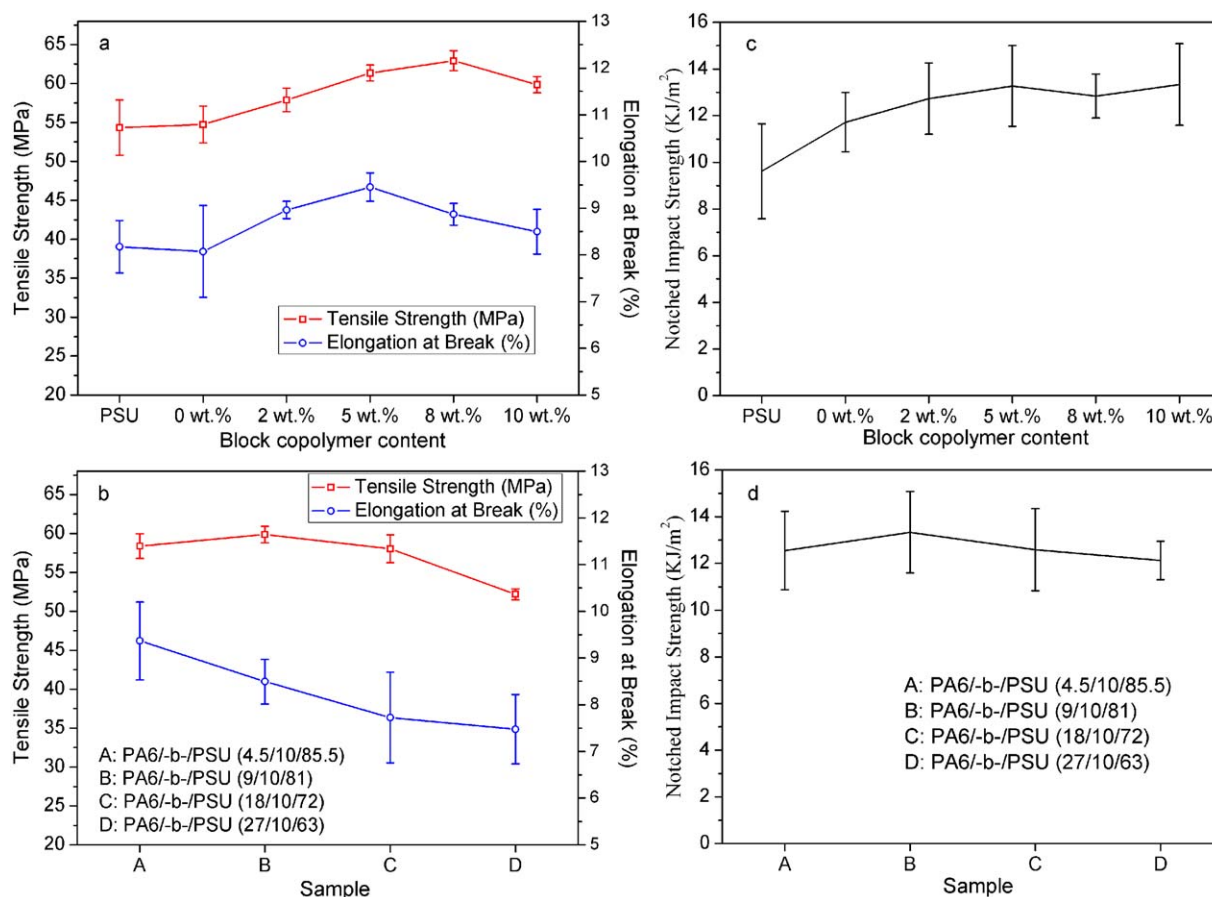 a
Tensile Strength (MPa)
65
60
55
50
45
40
35
30
25
20
13
12
11
10
9
8
7
6
5
Elongation at Break (%)
Tensile Strength (MPa)
Elongation at Break (%)
PSU 0 wt.% 2 wt.% 5 wt.% 8 wt.% 10 wt.%
Block copolymer content
c
Notched Impact Strength (KJ/m²)
16
14
12
10
8
6
4
2
0
PSU 0 wt.% 2 wt.% 5 wt.% 8 wt.% 10 wt.%
Block copolymer content
b
Tensile Strength (MPa)
65
60
55
50
45
40
35
30
25
20
13
12
11
10
9
8
7
6
5
Elongation at Break (%)
Tensile Strength (MPa)
Elongation at Break (%)
A: PA6/-b-/PSU (4.5/10/85.5)
B: PA6/-b-/PSU (9/10/81)
C: PA6/-b-/PSU (18/10/72)
D: PA6/-b-/PSU (27/10/63)
A B C D
Sample
d
Notched Impact Strength (KJ/m²)
16
14
12
10
8
6
4
2
0
A: PA6/-b-/PSU (4.5/10/85.5)
B: PA6/-b-/PSU (9/10/81)
C: PA6/-b-/PSU (18/10/72)
D: PA6/-b-/PSU (27/10/63)
A B C D
Sample